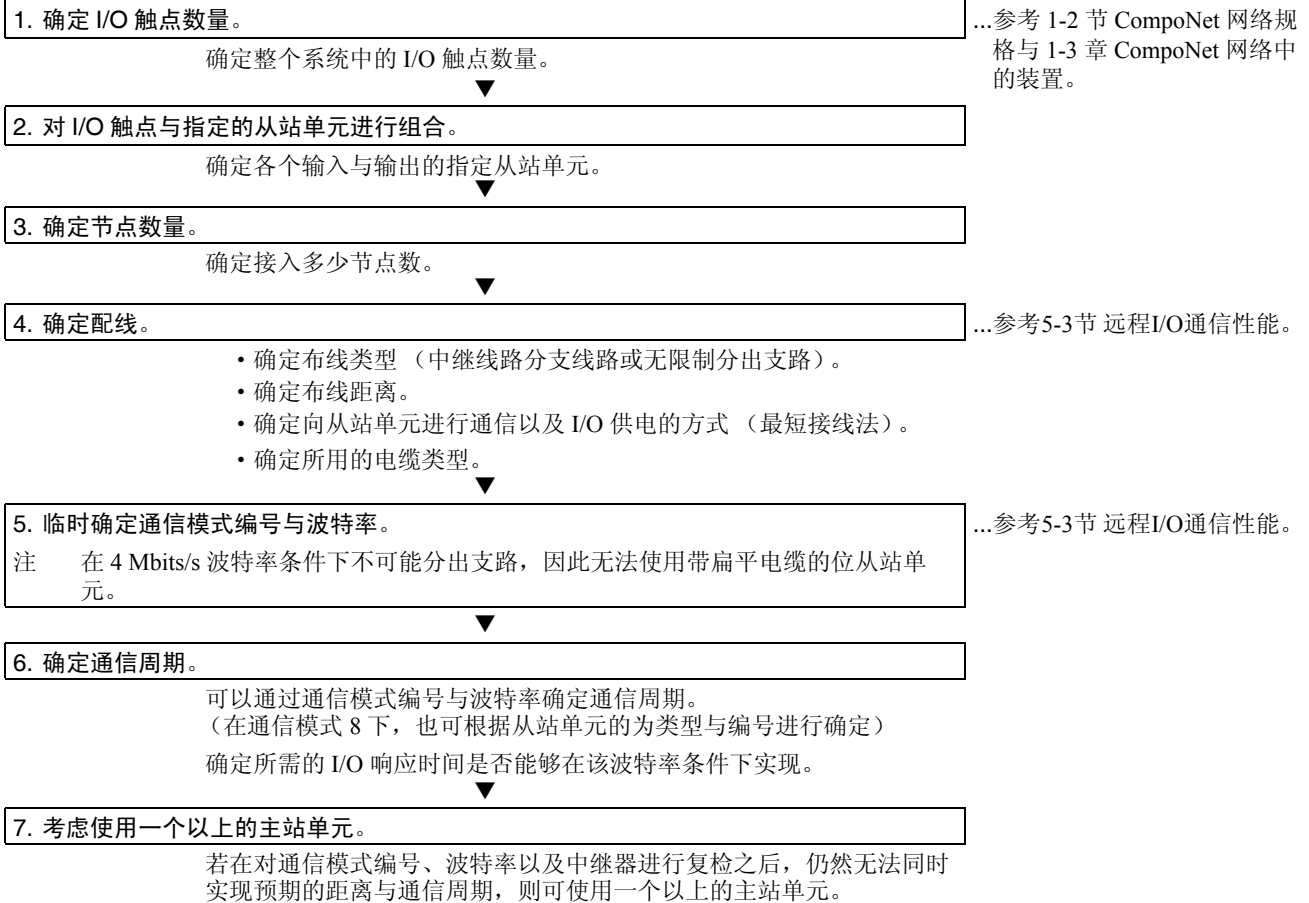 1. 确定 I/O 触点数量。
...参考 1-2 节 CompoNet 网络规
格与 1-3 章 CompoNet 网络中
的装置。
确定整个系统中的 I/O 触点数量。
▼
2. 对 I/O 触点与指定的从站单元进行组合。
确定各个输入与输出的指定从站单元。
▼
3. 确定节点数量。
确定接入多少节点数。
▼
4. 确定配线。
...参考5-3节 远程I/O通信性能。
・确定布线类型 （中继线路分支线路或无限制分出支路）。
・确定布线距离。
・确定向从站单元进行通信以及 I/O 供电的方式 （最短接线法）。
・确定所用的电缆类型。
▼
5. 临时确定通信模式编号与波特率。
...参考5-3节 远程I/O通信性能。
注 在 4 Mbits/s 波特率条件下不可能分出支路，因此无法使用带扁平电缆的位从站单
元。
▼
6. 确定通信周期。
可以通过通信模式编号与波特率确定通信周期。
（在通信模式 8 下，也可根据从站单元的为类型与编号进行确定）
确定所需的 I/O 响应时间是否能够在该波特率条件下实现。
▼
7. 考虑使用一个以上的主站单元。
若在对通信模式编号、波特率以及中继器进行复检之后，仍然无法同时
实现预期的距离与通信周期，则可使用一个以上的主站单元。